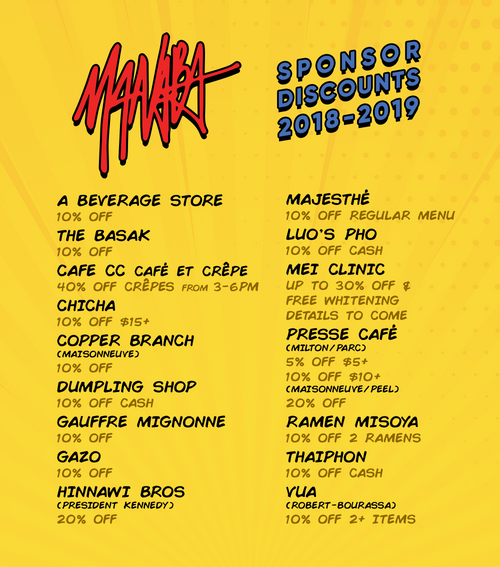 MANABA
SPONSOR
DISCOUNTS
2018-2019
A BEVERAGE STORE
10% OFF
THE BASAK
10% OFF
CAFE CC CAFÉ ET CRÊPE
40% OFF CRÊPES FROM 3-6PM
CHICHA
10% OFF $15+
COPPER BRANCH
(MAISONNEUVE)
10% OFF
DUMPLING SHOP
10% OFF CASH
GAUFFRE MIGNONNE
10% OFF
GAZO
10% OFF
HINNAWI BROS
(PRESIDENT KENNEDY)
20% OFF
MAJESTHÉ
10% OFF REGULAR MENU
LUO'S PHO
10% OFF CASH
MEI CLINIC
UP TO 30% OFF &
FREE WHITENING
DETAILS TO COME
PRESSE CAFÉ
(MILTON/PARC)
5% OFF $5+
10% OFF $10+
(MAISONNEUVE/PEEL)
20% OFF
RAMEN MISOYA
10% OFF 2 RAMENS
THAIPHON
10% OFF CASH
VUA
(ROBERT-BOURASSA)
10% OFF 2+ ITEMS